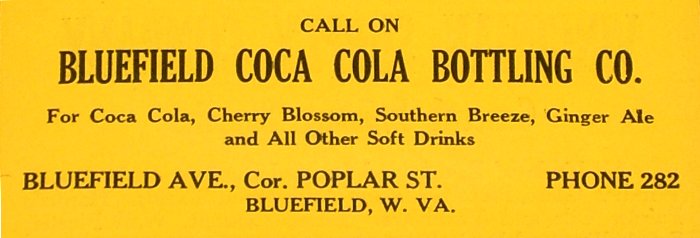 CALL ON
BLUEFIELD COCA COLA BOTTLING CO.
For Coca Cola, Cherry Blossom, Southern Breeze, Ginger Ale
and All Other Soft Drinks
BLUEFIELD AVE., Cor. POPLAR ST. PHONE 282
BLUEFIELD, W. VA.